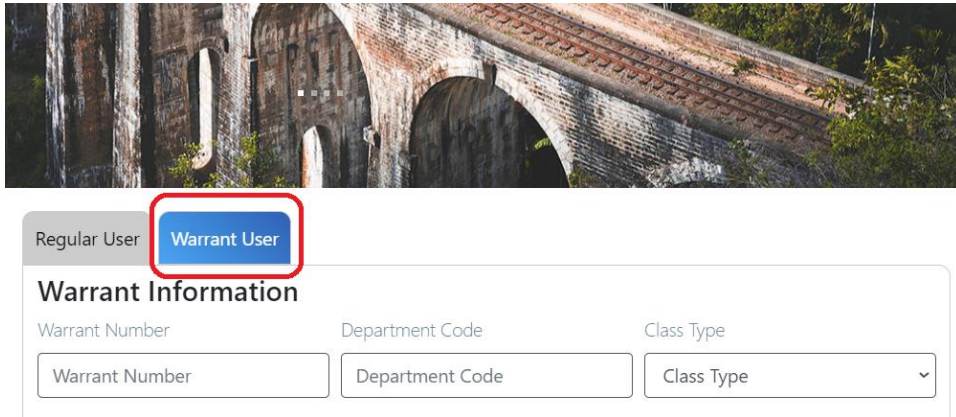 Regular User
Warrant User
Warrant Information
Warrant Number
Department Code
Class Type
Warrant Number
Department Code
Class Type